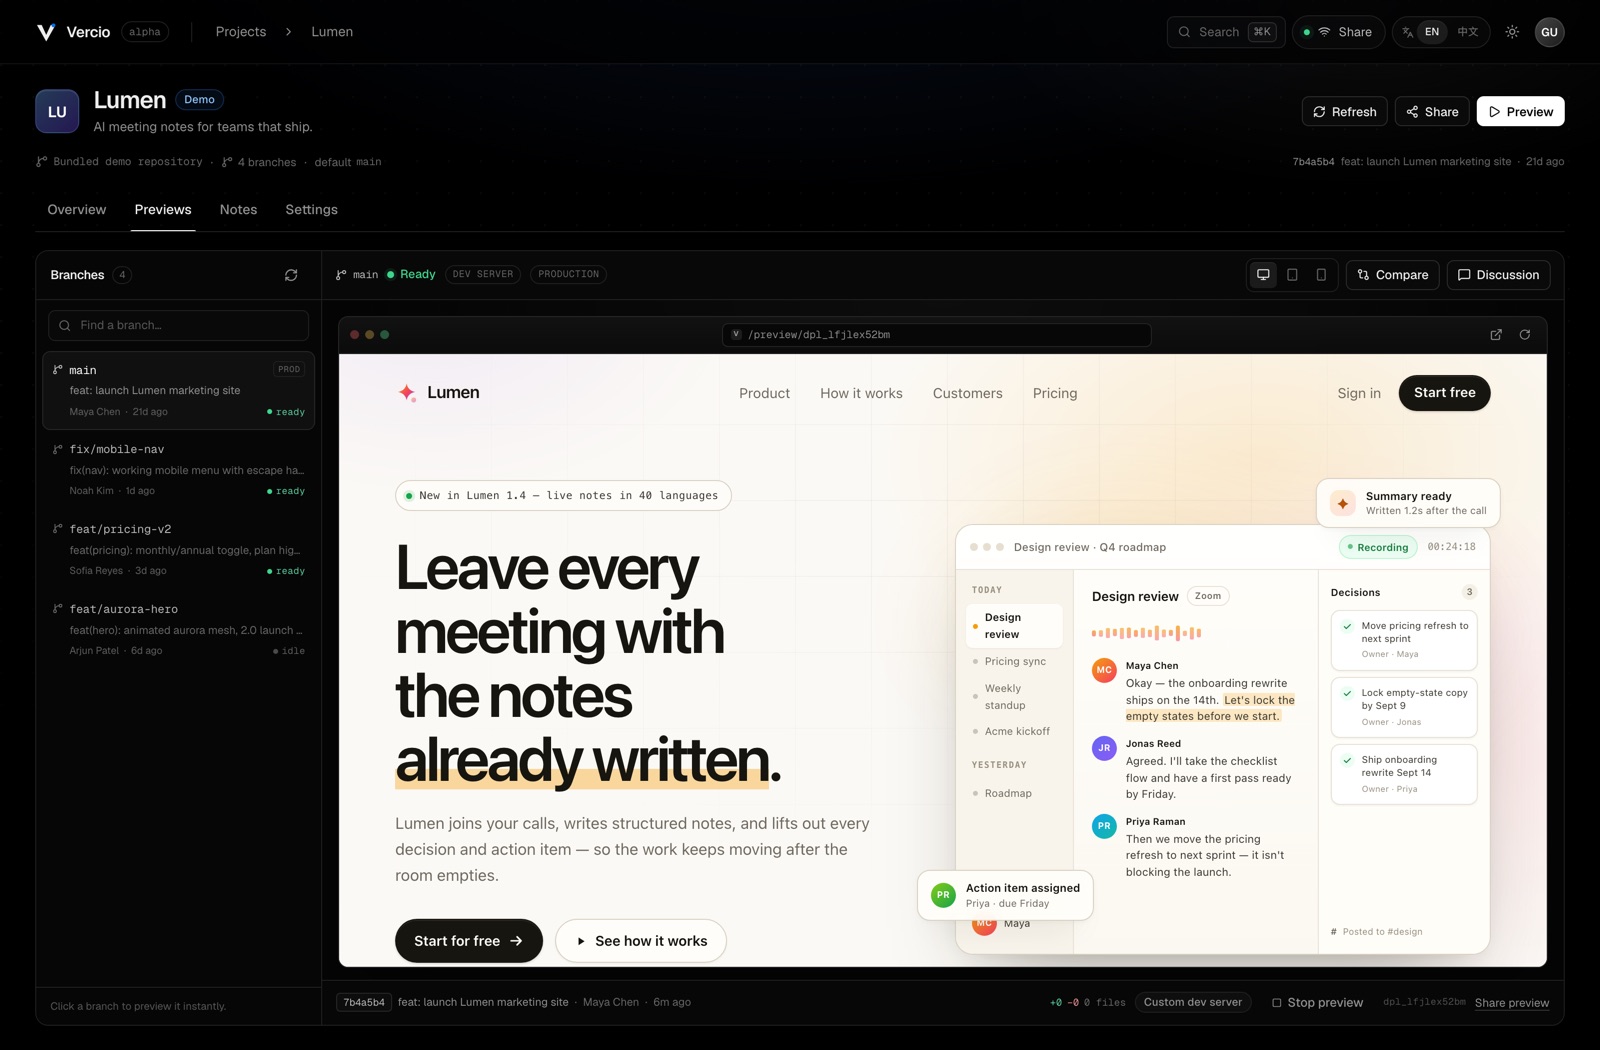 Vercio alpha Projects > Lumen Search ⌘K Share EN 中文 GU
LU Lumen Demo
AI meeting notes for teams that ship.
Refresh Share Preview
Bundled demo repository · 4 branches · default main
7b4a5b4 feat: launch Lumen marketing site · 21d ago
Overview Previews Notes Settings
Branches 4
Find a branch...
main PROD
feat: launch Lumen marketing site
Maya Chen · 21d ago ready
fix/mobile-nav
fix(nav): working mobile menu with escape ha...
Noah Kim · 1d ago ready
feat/pricing-v2
feat(pricing): monthly/annual toggle, plan hig...
Sofia Reyes · 3d ago ready
feat/aurora-hero
feat(hero): animated aurora mesh, 2.0 launch ...
Arjun Patel · 6d ago idle
Click a branch to preview it instantly.
main Ready DEV SERVER PRODUCTION
Compare Discussion
V /preview/dpl_lfjlex52bm
Lumen Product How it works Customers Pricing Sign in Start free
New in Lumen 1.4 — live notes in 40 languages
Leave every
meeting with
the notes
already written.
Lumen joins your calls, writes structured notes, and lifts out every
decision and action item — so the work keeps moving after the
room empties.
Start for free → See how it works
Summary ready
Written 1.2s after the call
Design review · Q4 roadmap Recording 00:24:18
TODAY
Design
review
Pricing sync
Weekly
standup
Acme kickoff
YESTERDAY
Roadmap
Design review Zoom
MC Maya Chen
Okay — the onboarding rewrite
ships on the 14th. Let's lock the
empty states before we start.
JR Jonas Reed
Agreed. I'll take the checklist
flow and have a first pass ready
by Friday.
PR Priya Raman
Then we move the pricing
refresh to next sprint — it isn't
blocking the launch.
Decisions 3
Move pricing refresh to
next sprint
Owner · Maya
Lock empty-state copy
by Sept 9
Owner · Jonas
Ship onboarding
rewrite Sept 14
Owner · Priya
PR Action item assigned
Priya · due Friday
MC Maya
# Posted to #design
7b4a5b4 feat: launch Lumen marketing site · Maya Chen · 6m ago
+0 −0 0 files Custom dev server Stop preview dpl_lfjlex52bm Share preview